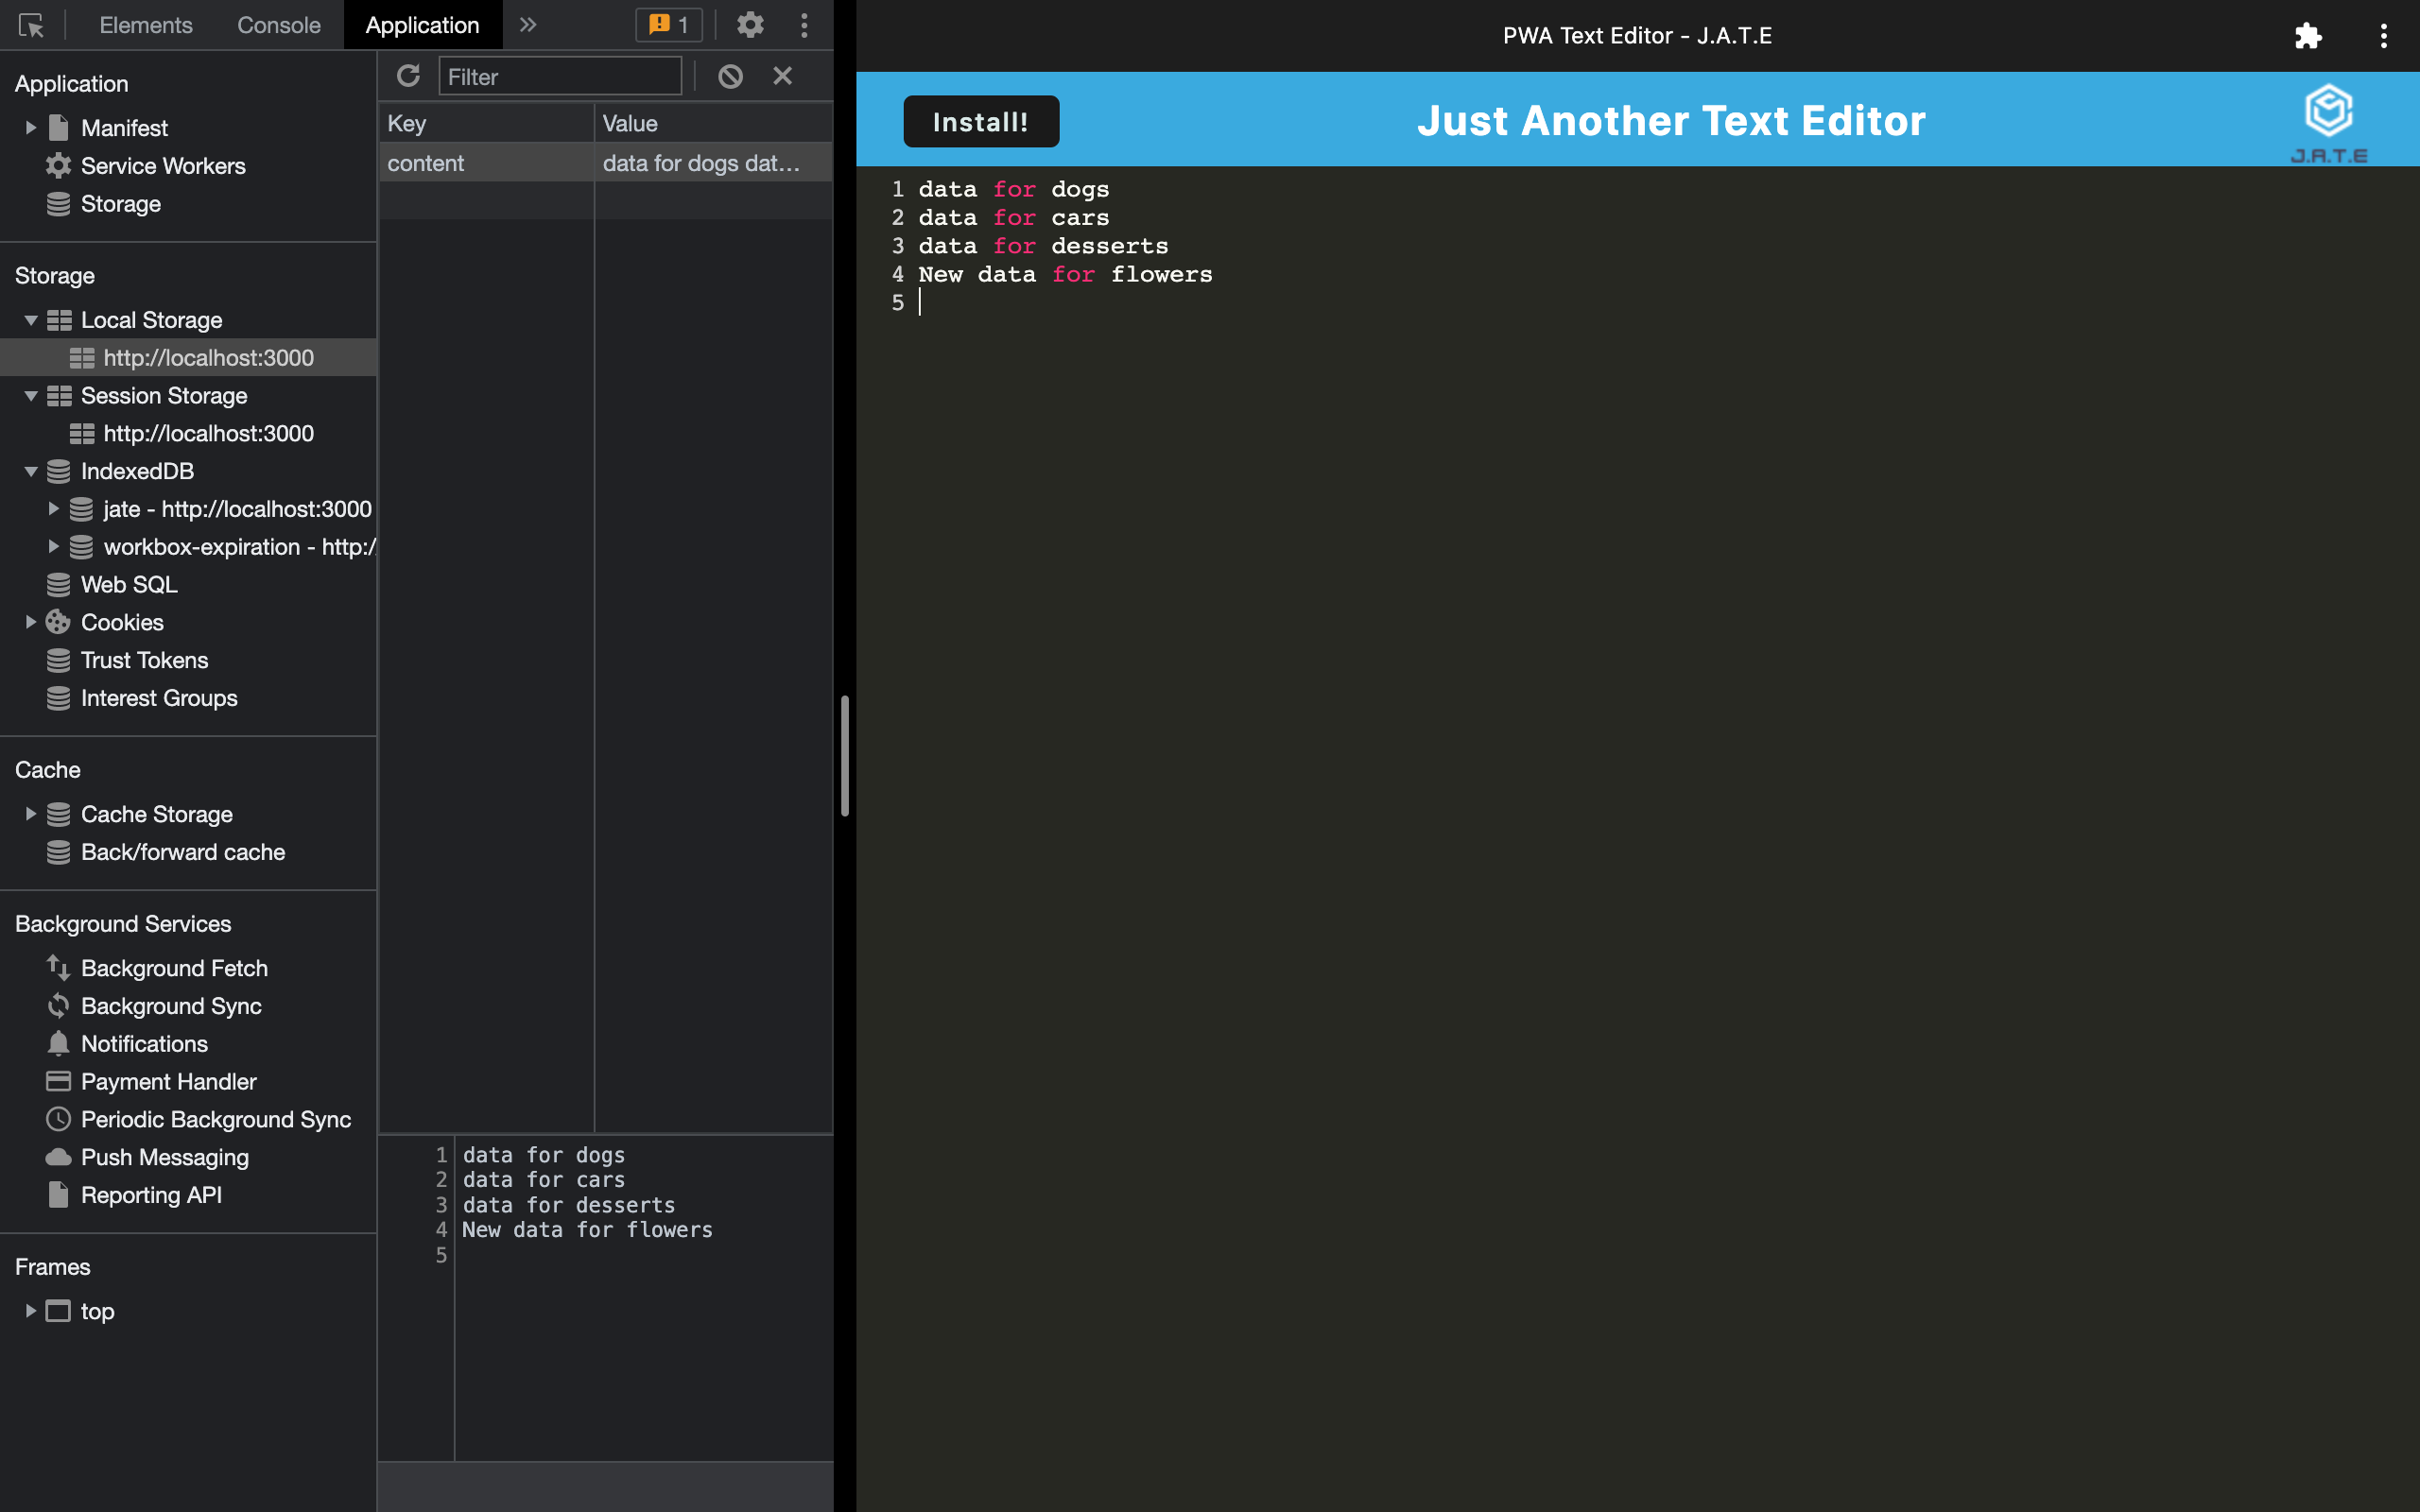 Elements Console Application 1
Application
Manifest
Service Workers
Storage
Storage
Local Storage
http://localhost:3000
Session Storage
http://localhost:3000
IndexedDB
jate - http://localhost:3000
workbox-expiration - http:/
Web SQL
Cookies
Trust Tokens
Interest Groups
Cache
Cache Storage
Back/forward cache
Background Services
Background Fetch
Background Sync
Notifications
Payment Handler
Periodic Background Sync
Push Messaging
Reporting API
Frames
top
Filter
Key Value
content data for dogs dat…
1 data for dogs
2 data for cars
3 data for desserts
4 New data for flowers
5
PWA Text Editor - J.A.T.E
Install!
Just Another Text Editor
J.A.T.E
1 data for dogs
2 data for cars
3 data for desserts
4 New data for flowers
5